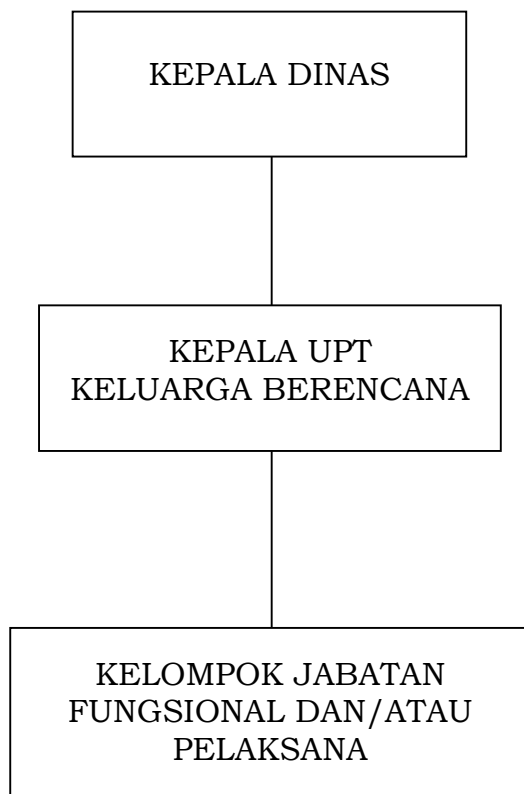 KEPALA DINAS
KEPALA UPT
KELUARGA BERENCANA
KELOMPOK JABATAN
FUNGSIONAL DAN/ATAU
PELAKSANA